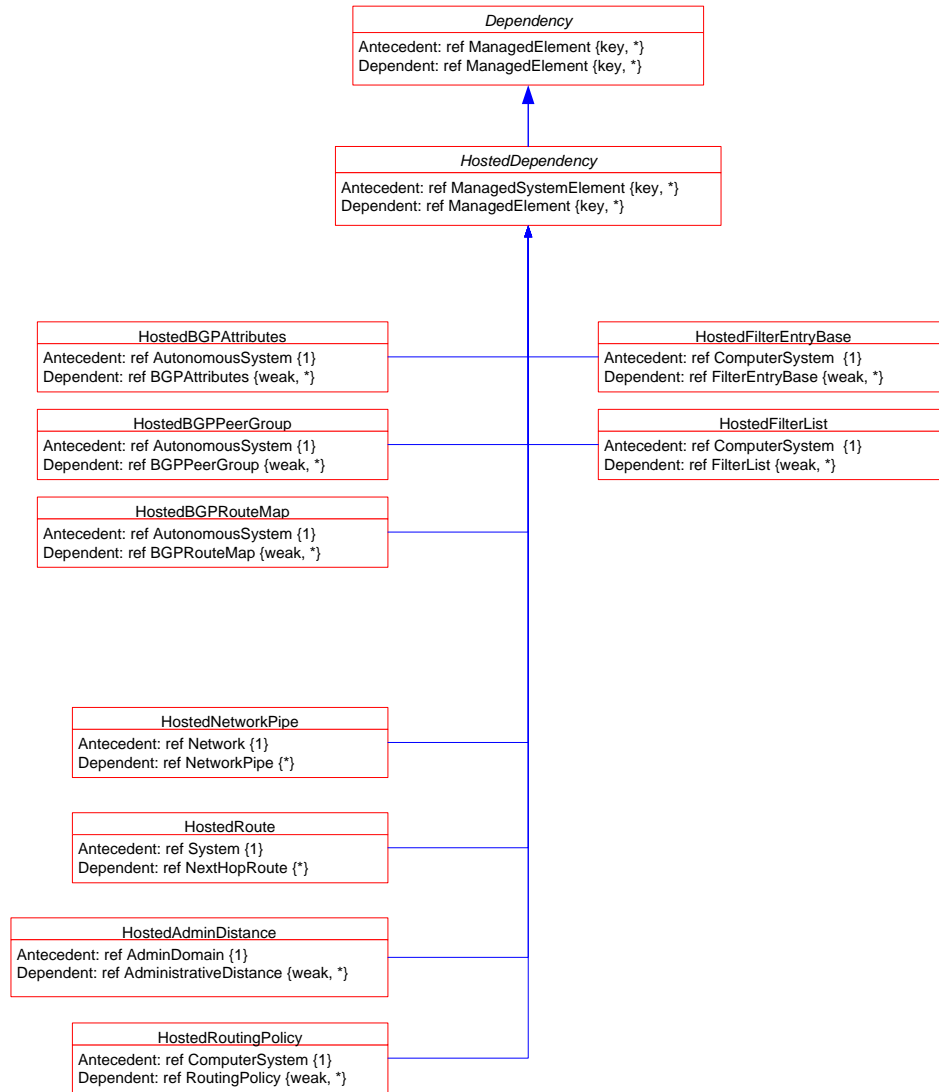 Dependency
Antecedent: ref ManagedElement {key, *}
Dependent: ref ManagedElement {key, *}
HostedDependency
Antecedent: ref ManagedSystemElement {key, *}
Dependent: ref ManagedElement {key, *}
HostedBGPAttributes
Antecedent: ref AutonomousSystem {1}
Dependent: ref BGPAttributes {weak, *}
HostedFilterEntryBase
Antecedent: ref ComputerSystem {1}
Dependent: ref FilterEntryBase {weak, *}
HostedBGPPeerGroup
Antecedent: ref AutonomousSystem {1}
Dependent: ref BGPPeerGroup {weak, *}
HostedFilterList
Antecedent: ref ComputerSystem {1}
Dependent: ref FilterList {weak, *}
HostedBGPRouteMap
Antecedent: ref AutonomousSystem {1}
Dependent: ref BGPRouteMap {weak, *}
HostedNetworkPipe
Antecedent: ref Network {1}
Dependent: ref NetworkPipe {*}
HostedRoute
Antecedent: ref System {1}
Dependent: ref NextHopRoute {*}
HostedAdminDistance
Antecedent: ref AdminDomain {1}
Dependent: ref AdministrativeDistance {weak, *}
HostedRoutingPolicy
Antecedent: ref ComputerSystem {1}
Dependent: ref RoutingPolicy {weak, *}